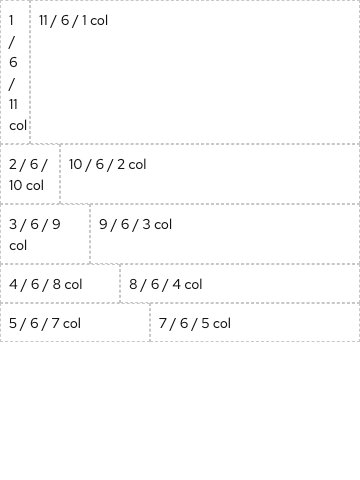 1
/
6
/
11
col
11 / 6 / 1 col
2 / 6 /
10 col
10 / 6 / 2 col
3 / 6 / 9
col
9 / 6 / 3 col
4 / 6 / 8 col
8 / 6 / 4 col
5 / 6 / 7 col
7 / 6 / 5 col